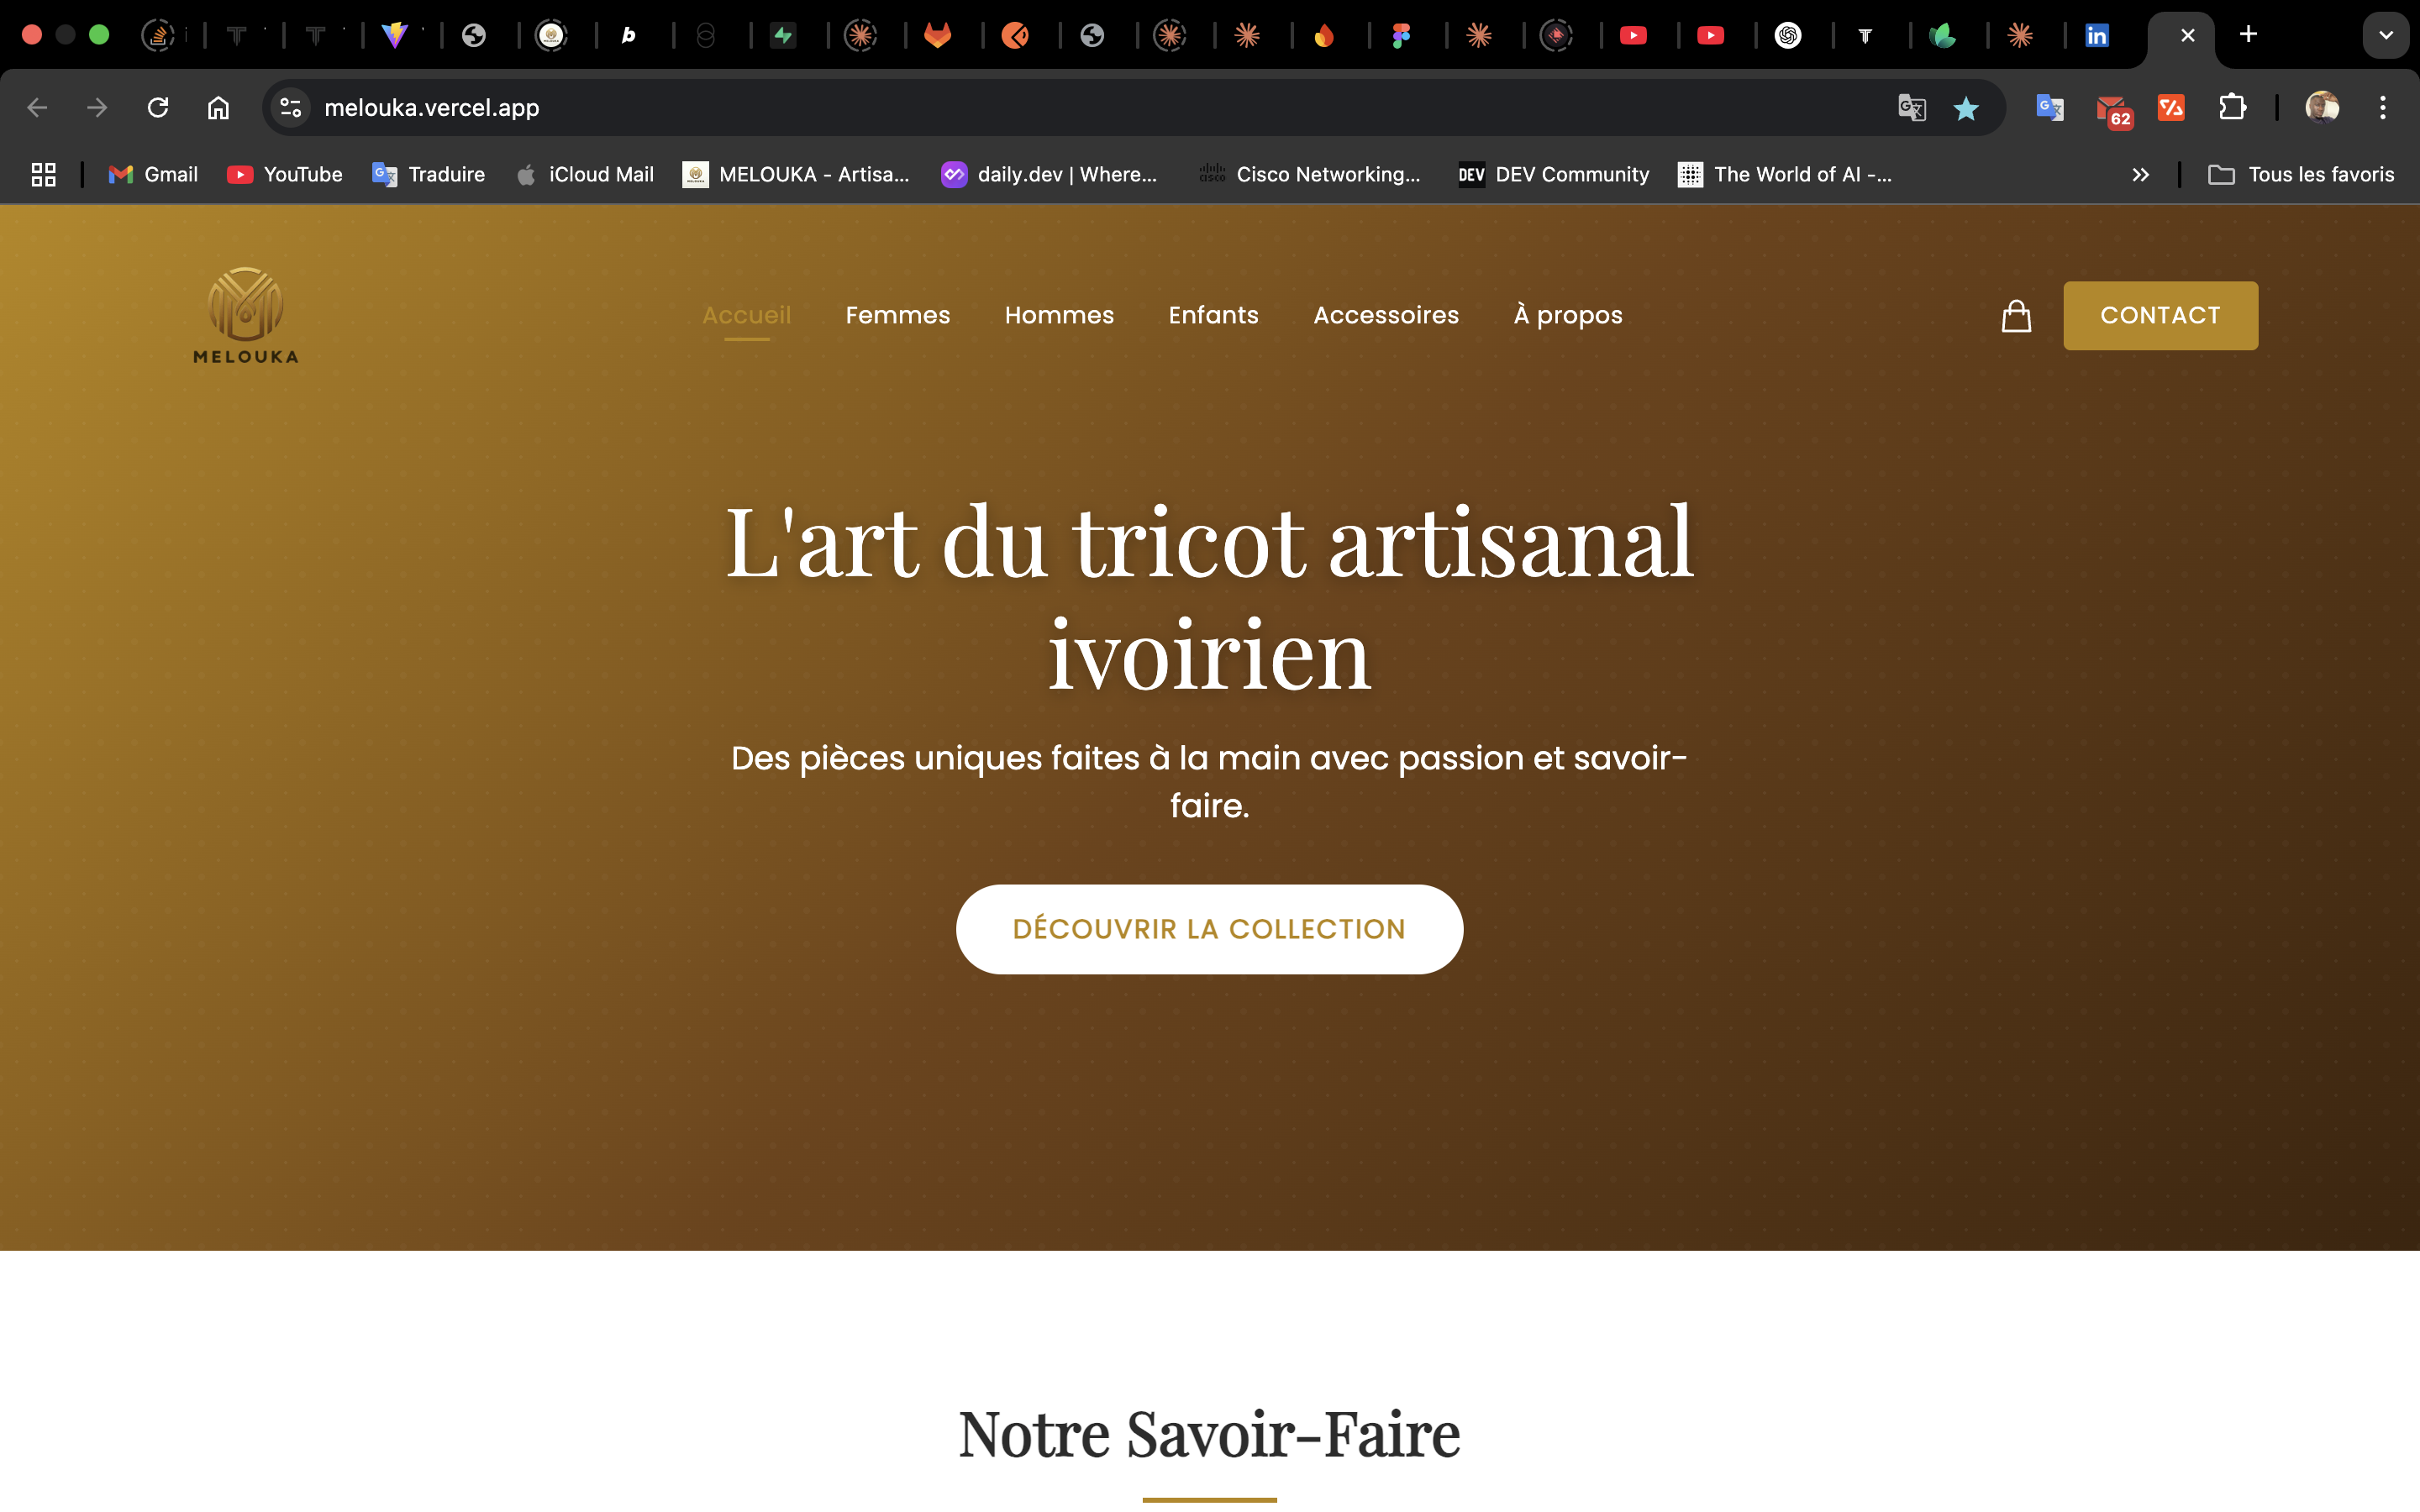 melouka.vercel.app
62
Gmail
YouTube
Traduire
iCloud Mail
MELOUKA - Artisa...
daily.dev | Where...
CISCO
Cisco Networking...
DEV
DEV Community
The World of AI -...
Tous les favoris
MELOUKA
Accueil
Femmes
Hommes
Enfants
Accessoires
À propos
CONTACT
L'art du tricot artisanal
ivoirien
Des pièces uniques faites à la main avec passion et savoir-
faire.
DÉCOUVRIR LA COLLECTION
Notre Savoir-Faire